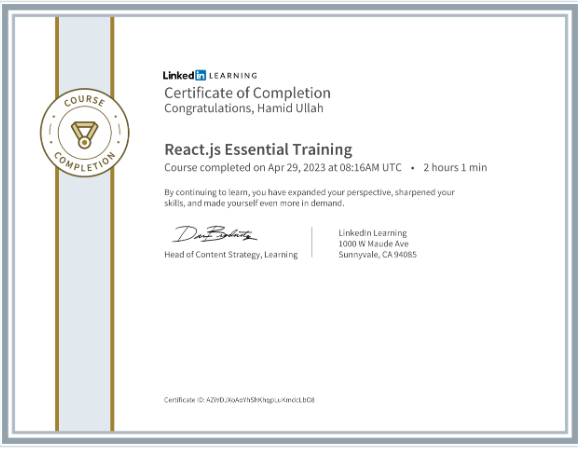 COURSE
COMPLETION
Linked in LEARNING
Certificate of Completion
Congratulations, Hamid Ullah
React.js Essential Training
Course completed on Apr 29, 2023 at 08:16AM UTC • 2 hours 1 min
By continuing to learn, you have expanded your perspective, sharpened your
skills, and made yourself even more in demand.
Head of Content Strategy, Learning
LinkedIn Learning
1000 W Maude Ave
Sunnyvale, CA 94085
Certificate ID: